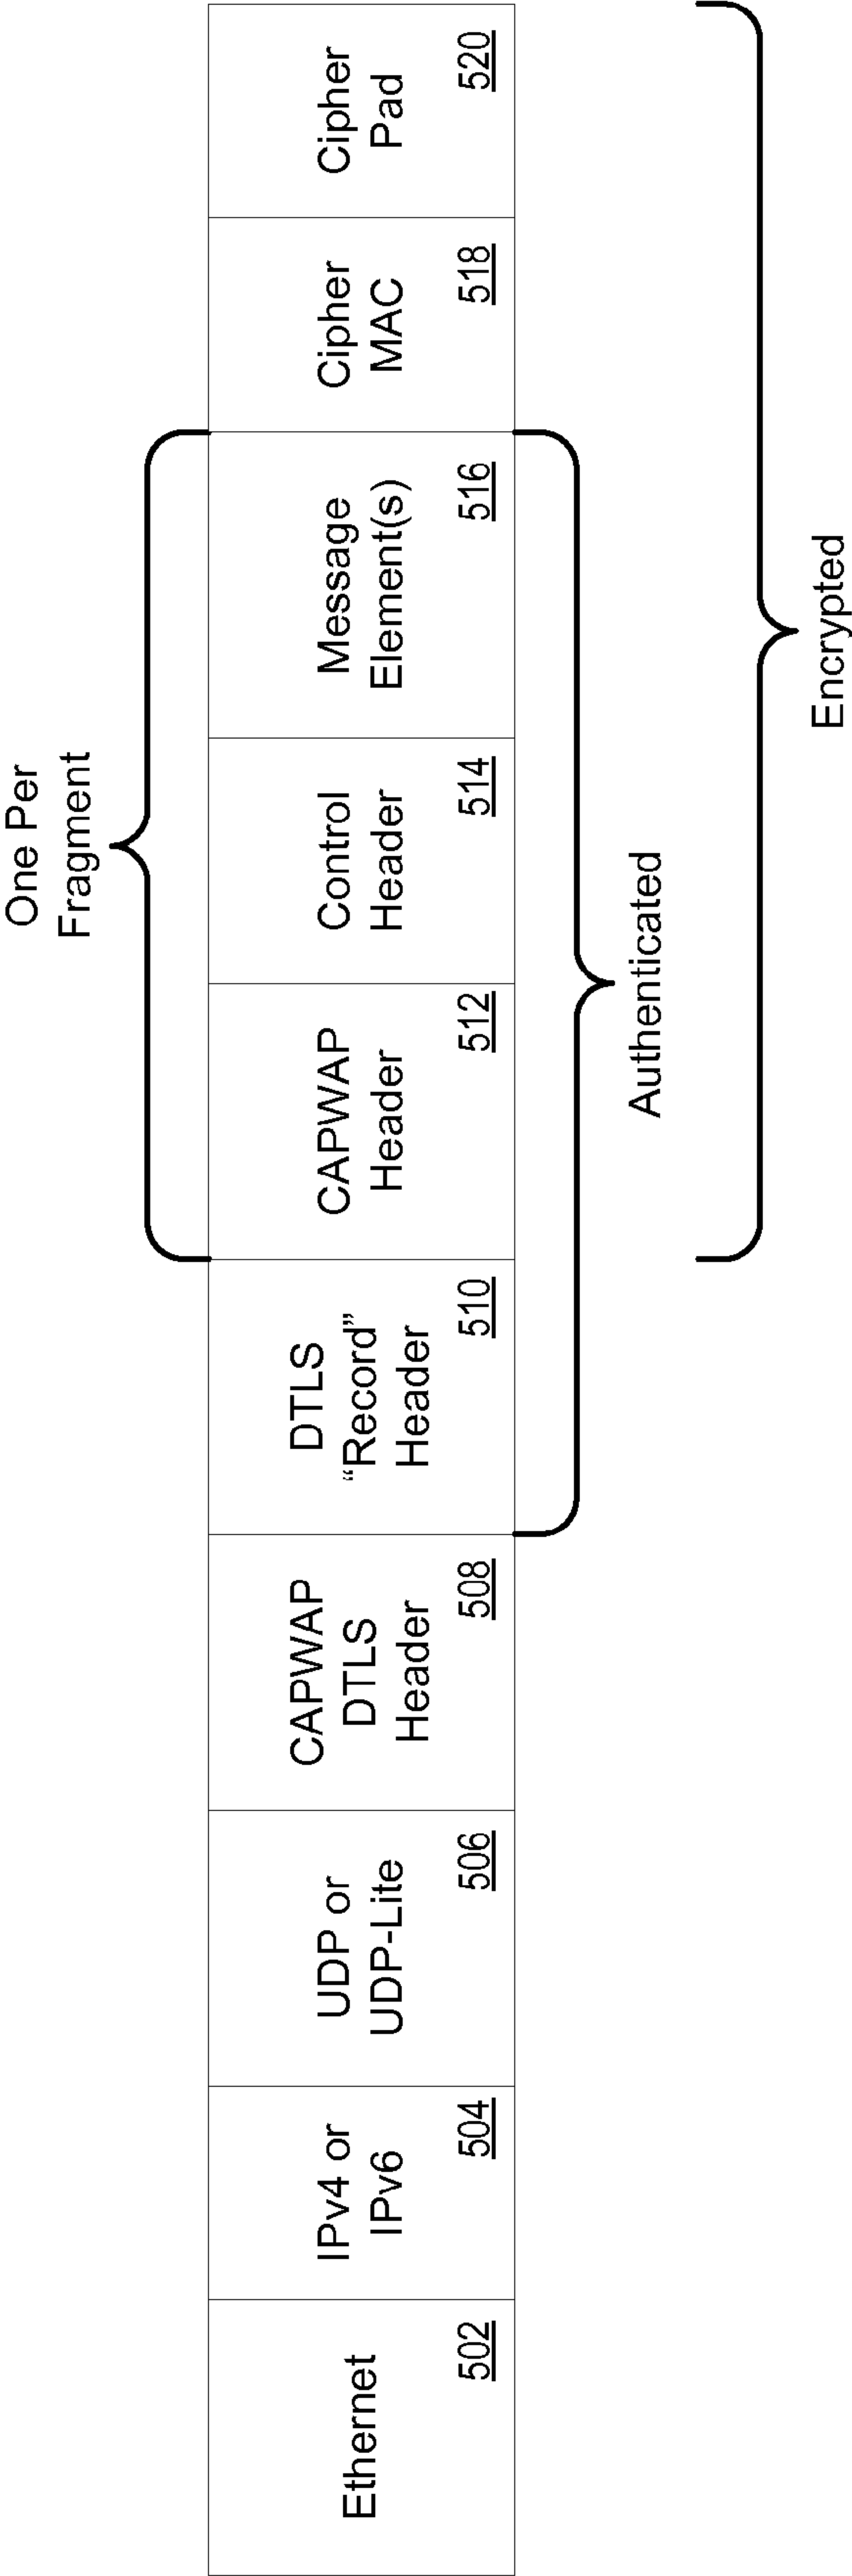 One Per
Fragment
Ethernet
502
IPv4 or
IPv6
504
UDP or
UDP-Lite
506
CAPWAP
DTLS
Header
508
DTLS
“Record”
Header
510
CAPWAP
Header
512
Control
Header
514
Message
Element(s)
516
Cipher
MAC
518
Cipher
Pad
520
Authenticated
Encrypted